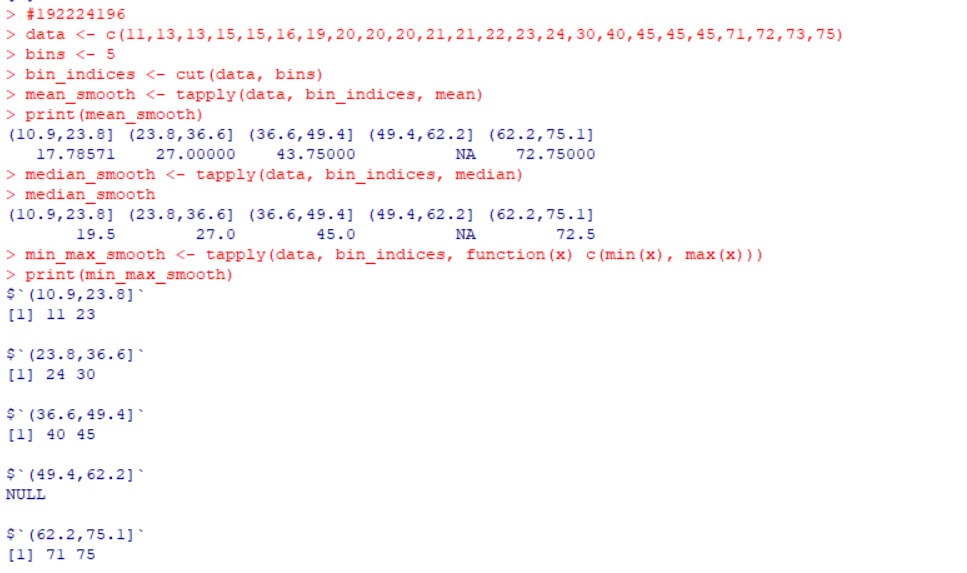 > #192224196
> data <- c(11,13,13,15,15,16,19,20,20,20,21,21,22,23,24,30,40,45,45,45,71,72,73,75)
> bins <- 5
> bin_indices <- cut(data, bins)
> mean_smooth <- tapply(data, bin_indices, mean)
> print(mean_smooth)
(10.9,23.8] (23.8,36.6] (36.6,49.4] (49.4,62.2] (62.2,75.1]
17.78571 27.00000 43.75000 NA 72.75000
> median_smooth <- tapply(data, bin_indices, median)
> median_smooth
(10.9,23.8] (23.8,36.6] (36.6,49.4] (49.4,62.2] (62.2,75.1]
19.5 27.0 45.0 NA 72.5
> min_max_smooth <- tapply(data, bin_indices, function(x) c(min(x), max(x)))
> print(min_max_smooth)
$`(10.9,23.8]`
[1] 11 23
$`(23.8,36.6]`
[1] 24 30
$`(36.6,49.4]`
[1] 40 45
$`(49.4,62.2]`
NULL
$`(62.2,75.1]`
[1] 71 75